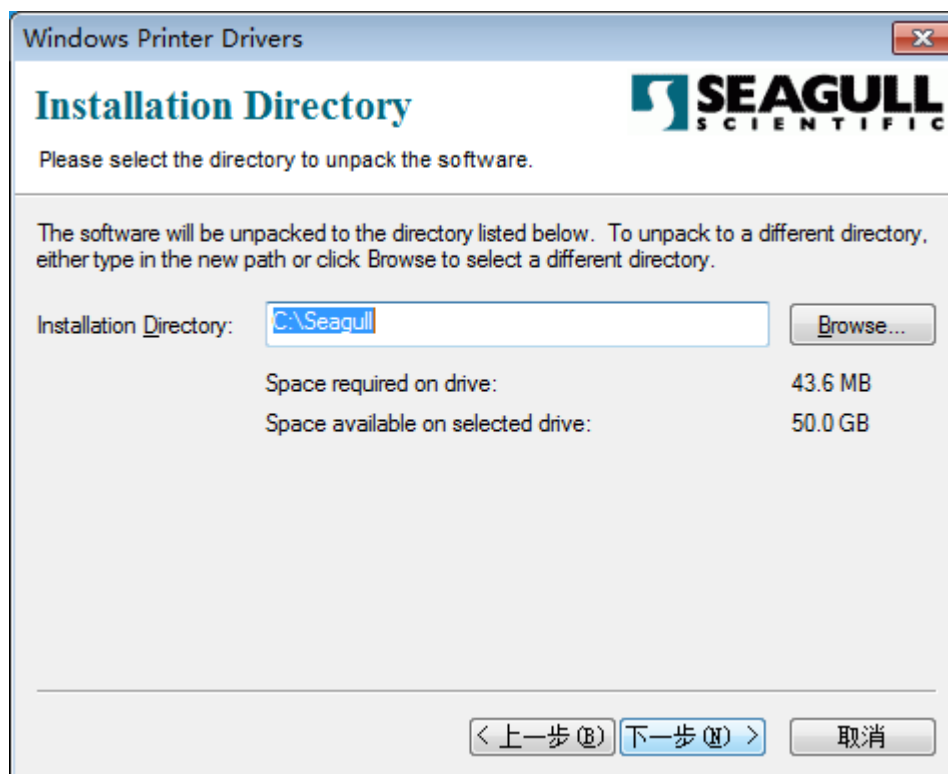 Windows Printer Drivers
Installation Directory
SEAGULL
SCIENTIFIC
Please select the directory to unpack the software.
The software will be unpacked to the directory listed below. To unpack to a different directory,
either type in the new path or click Browse to select a different directory.
Installation Directory: C:\Seagull Browse...
Space required on drive: 43.6 MB
Space available on selected drive: 50.0 GB
< 上一步(B) 下一步(N) > 取消